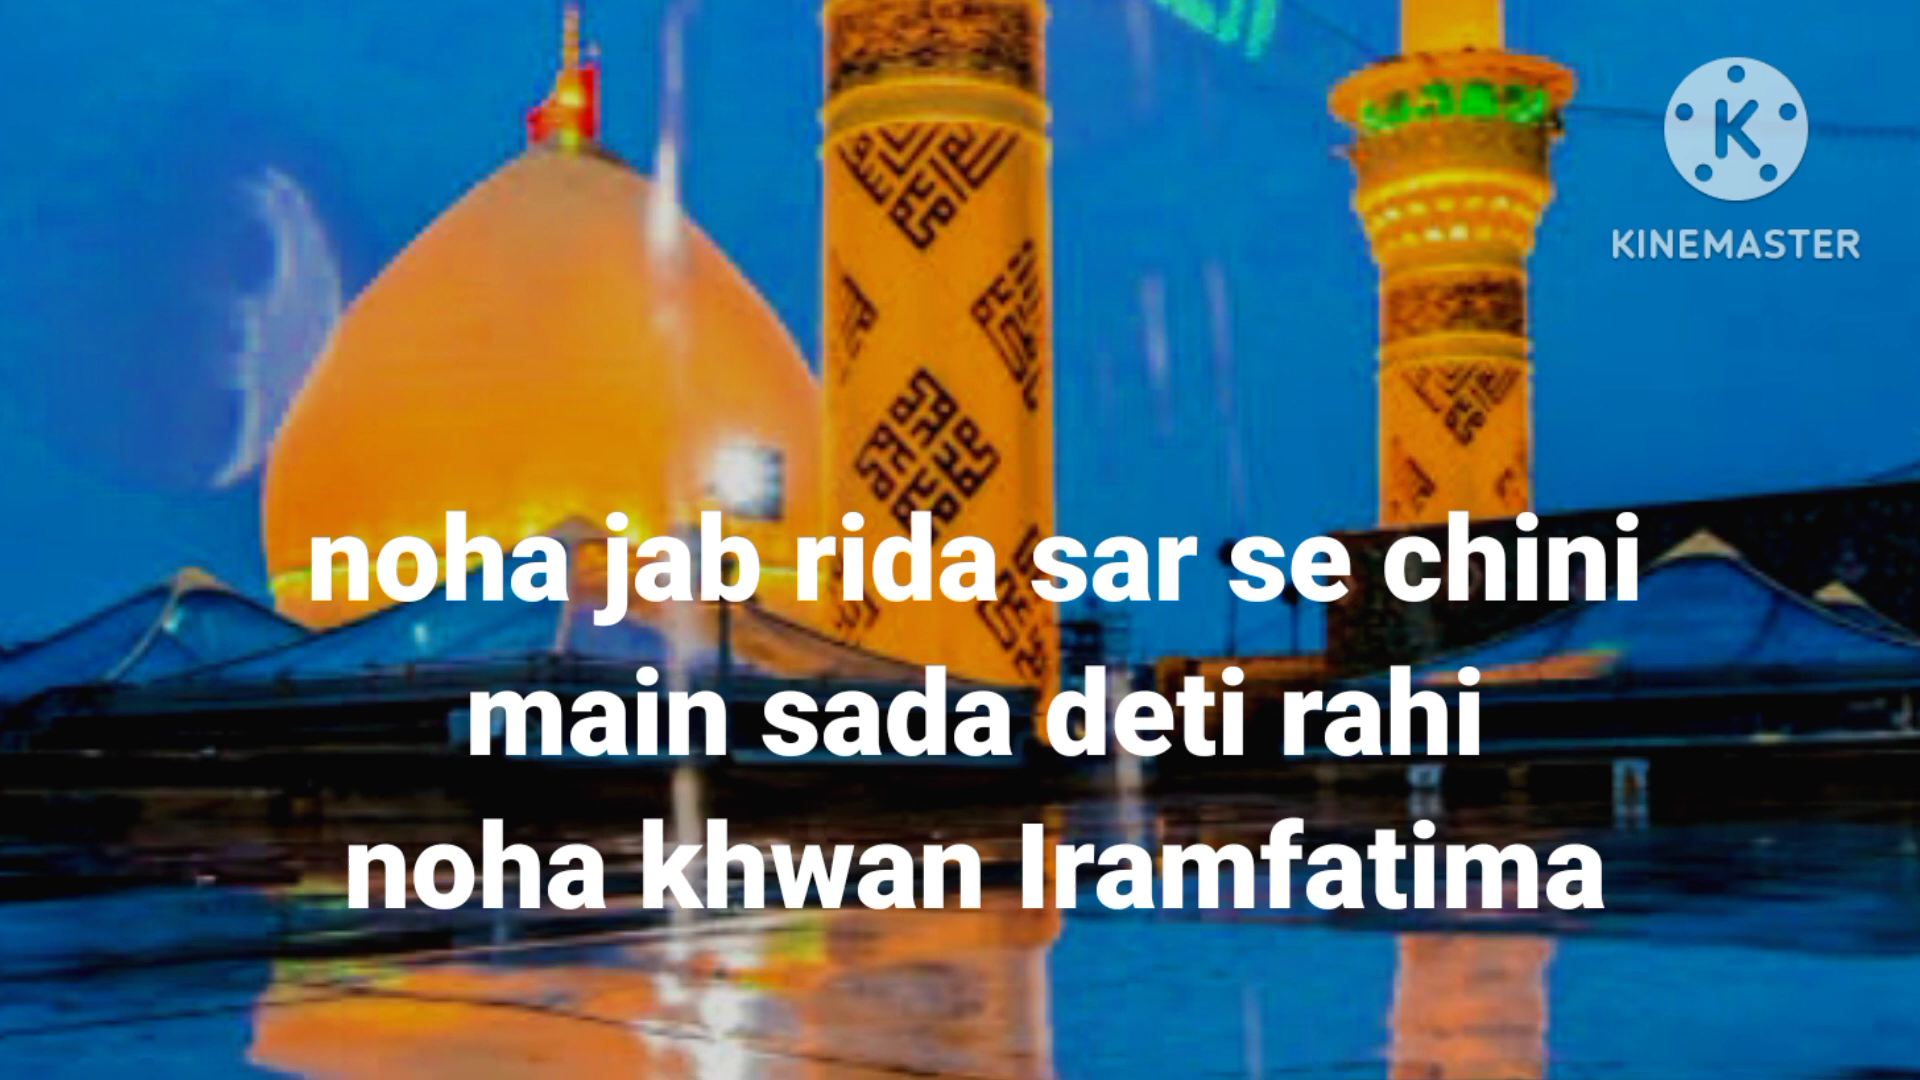 K
KINEMASTER
noha jab rida sar se chini
main sada deti rahi
noha khwan Iramfatima